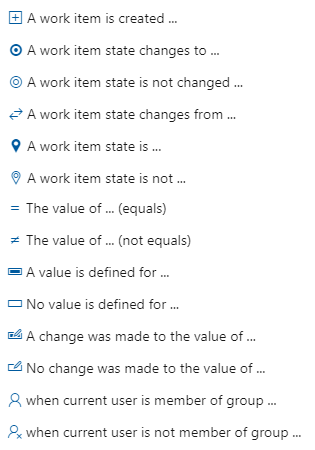 A work item is created ...
A work item state changes to ...
A work item state is not changed ...
A work item state changes from ...
A work item state is ...
A work item state is not ...
The value of ... (equals)
The value of ... (not equals)
A value is defined for ...
No value is defined for ...
A change was made to the value of ...
No change was made to the value of ...
when current user is member of group ...
when current user is not member of group ...